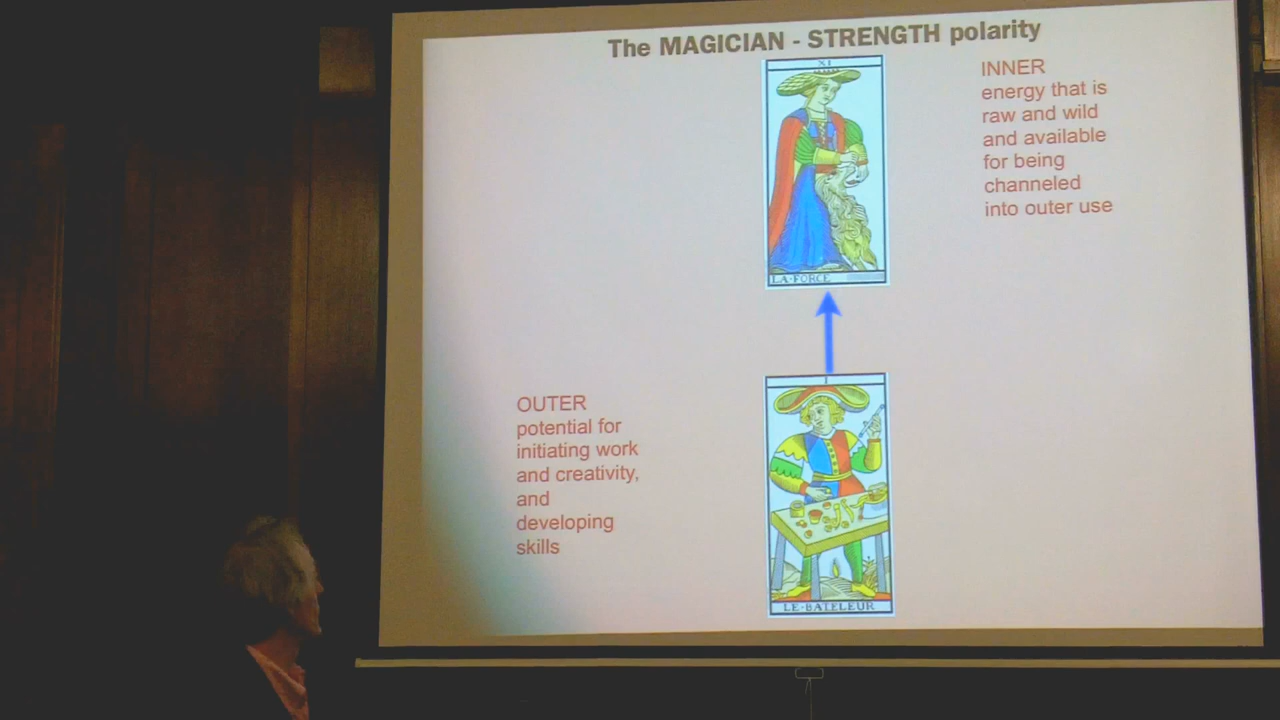 The MAGICIAN - STRENGTH polarity
XI
LA·FORCE
INNER
energy that is
raw and wild
and available
for being
channeled
into outer use
OUTER
potential for
initiating work
and creativity,
and
developing
skills
I
LE·BATELEUR